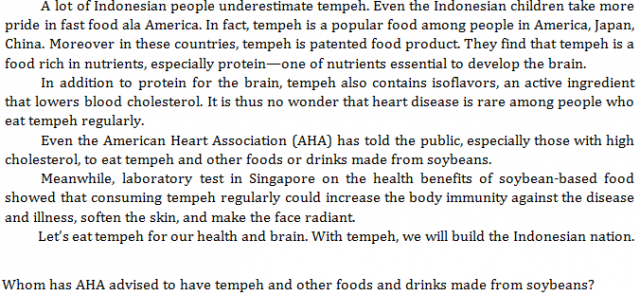 A lot of Indonesian people underestimate tempeh. Even the Indonesian children take more
pride in fast food ala America. In fact, tempeh is a popular food among people in America, Japan,
China. Moreover in these countries, tempeh is patented food product. They find that tempeh is a
food rich in nutrients, especially protein—one of nutrients essential to develop the brain.
In addition to protein for the brain, tempeh also contains isoflavors, an active ingredient
that lowers blood cholesterol. It is thus no wonder that heart disease is rare among people who
eat tempeh regularly.
Even the American Heart Association (AHA) has told the public, especially those with high
cholesterol, to eat tempeh and other foods or drinks made from soybeans.
Meanwhile, laboratory test in Singapore on the health benefits of soybean-based food
showed that consuming tempeh regularly could increase the body immunity against the disease
and illness, soften the skin, and make the face radiant.
Let's eat tempeh for our health and brain. With tempeh, we will build the Indonesian nation.
Whom has AHA advised to have tempeh and other foods and drinks made from soybeans?